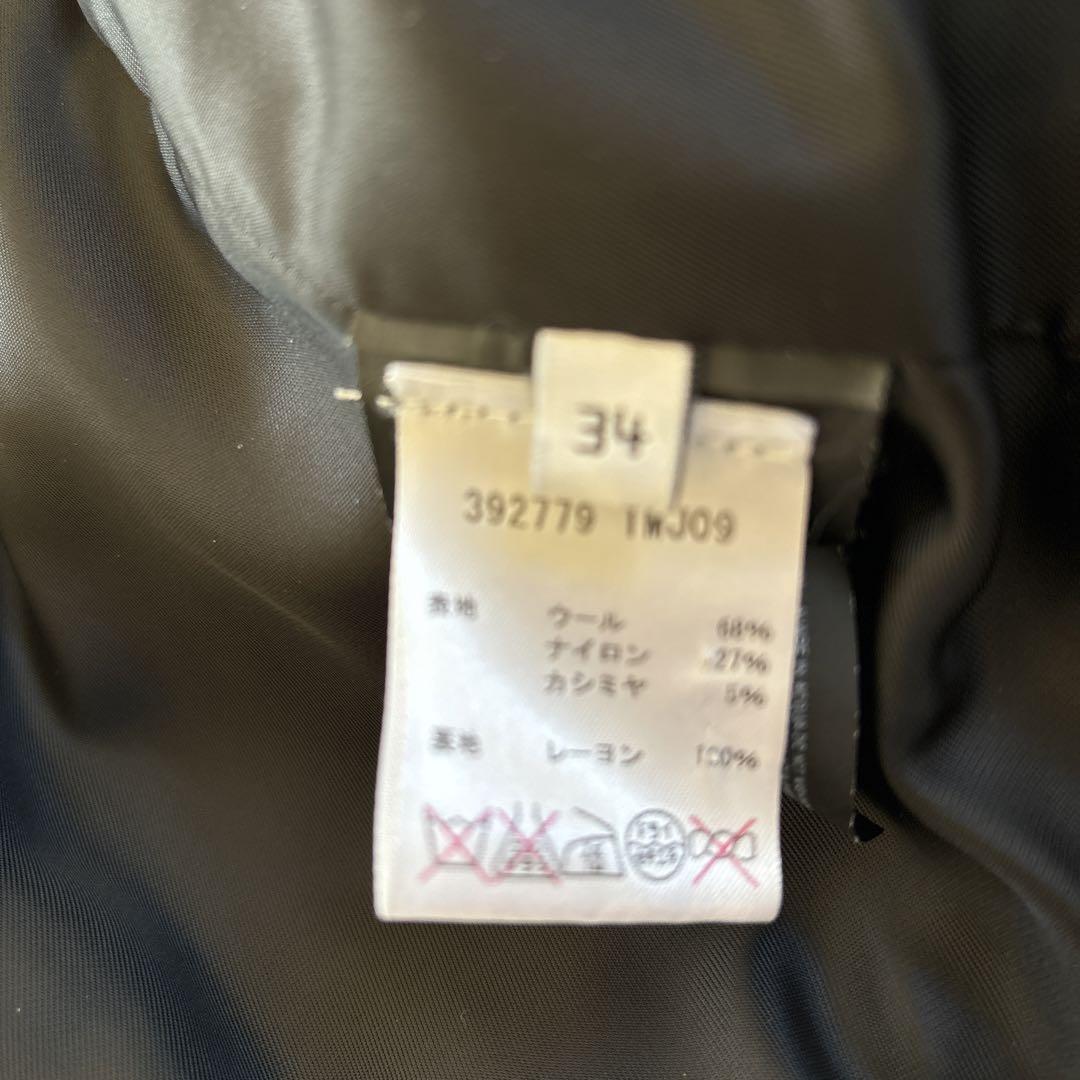 34
392779 1WJ09
表地 ウール 68%
ナイロン 27%
カシミヤ 5%
裏地 レーヨン 100%